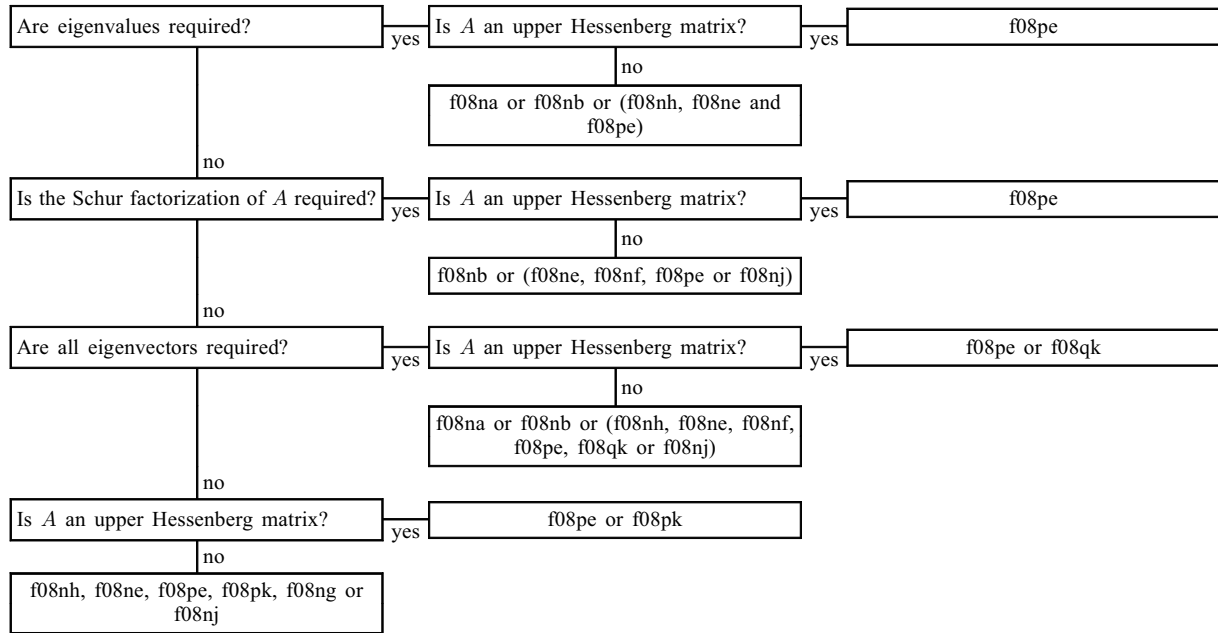 Are eigenvalues required?
yes
Is A an upper Hessenberg matrix?
yes
f08pe
no
f08na or f08nb or (f08nh, f08ne and
f08pe)
no
Is the Schur factorization of A required?
yes
Is A an upper Hessenberg matrix?
yes
f08pe
no
f08nb or (f08ne, f08nf, f08pe or f08nj)
no
Are all eigenvectors required?
yes
Is A an upper Hessenberg matrix?
yes
f08pe or f08qk
no
f08na or f08nb or (f08nh, f08ne, f08nf,
f08pe, f08qk or f08nj)
no
Is A an upper Hessenberg matrix?
yes
f08pe or f08pk
no
f08nh, f08ne, f08pe, f08pk, f08ng or
f08nj